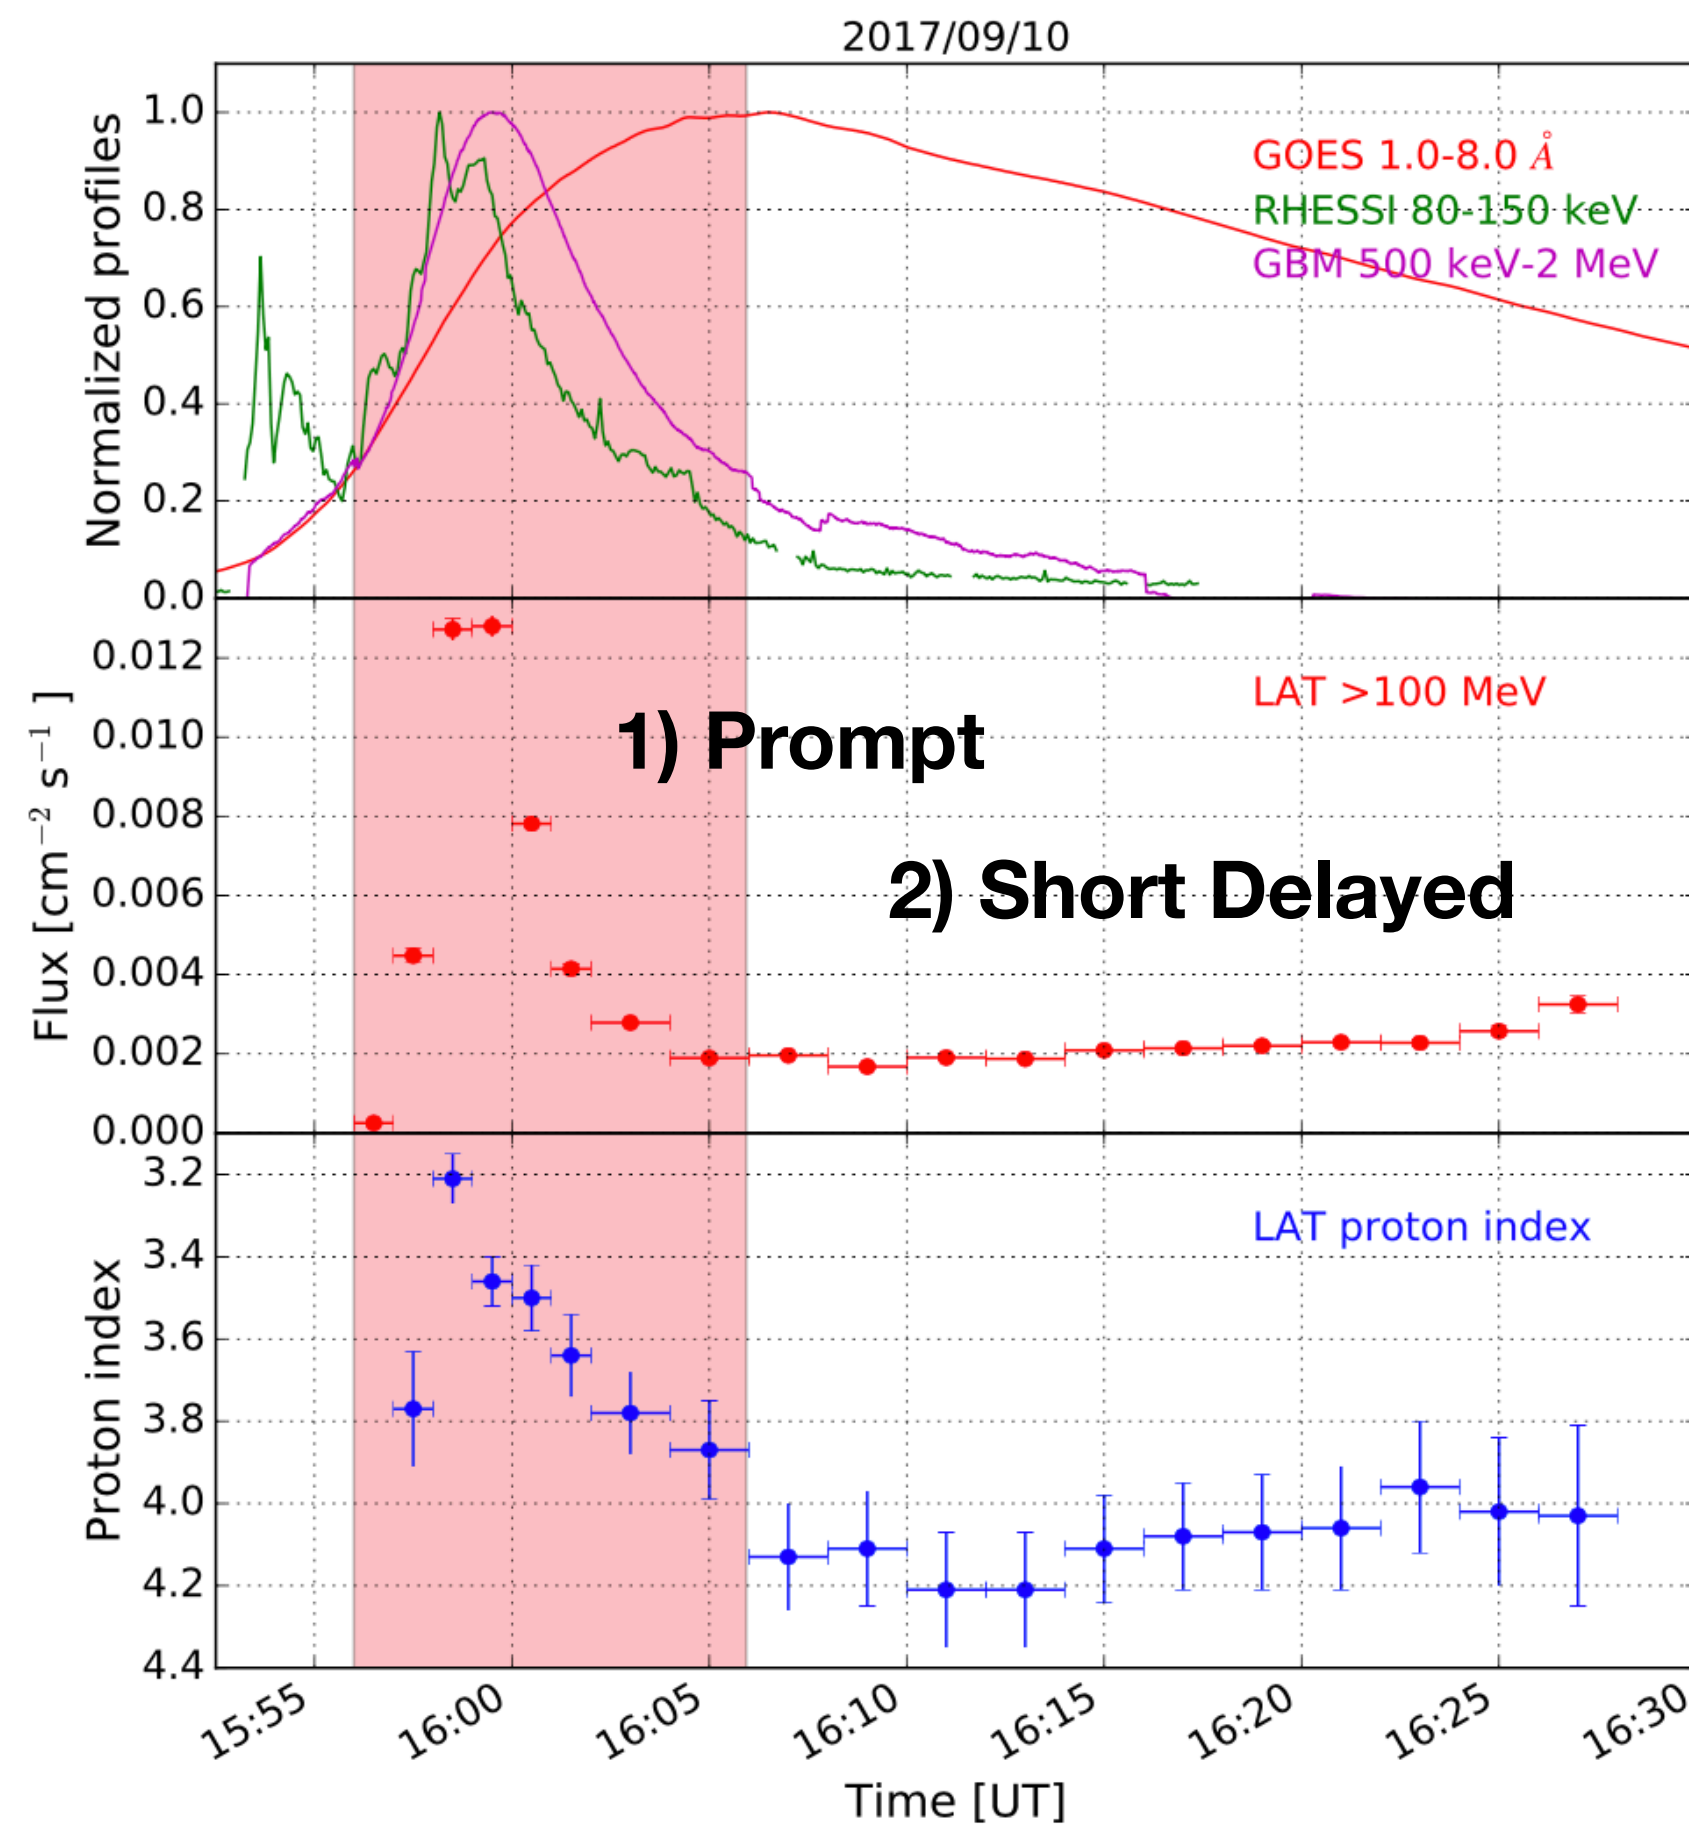 2017/09/10
Normalized profiles
1.0
0.8
0.6
0.4
0.2
0.0
GOES 1.0-8.0 Å
RHESSI 80-150 keV
GBM 500 keV-2 MeV
Flux [cm⁻² s⁻¹ ]
0.012
0.010
0.008
0.006
0.004
0.002
0.000
LAT >100 MeV
1) Prompt
2) Short Delayed
Proton index
3.2
3.4
3.6
3.8
4.0
4.2
4.4
LAT proton index
15:55 16:00 16:05 16:10 16:15 16:20 16:25 16:30
Time [UT]